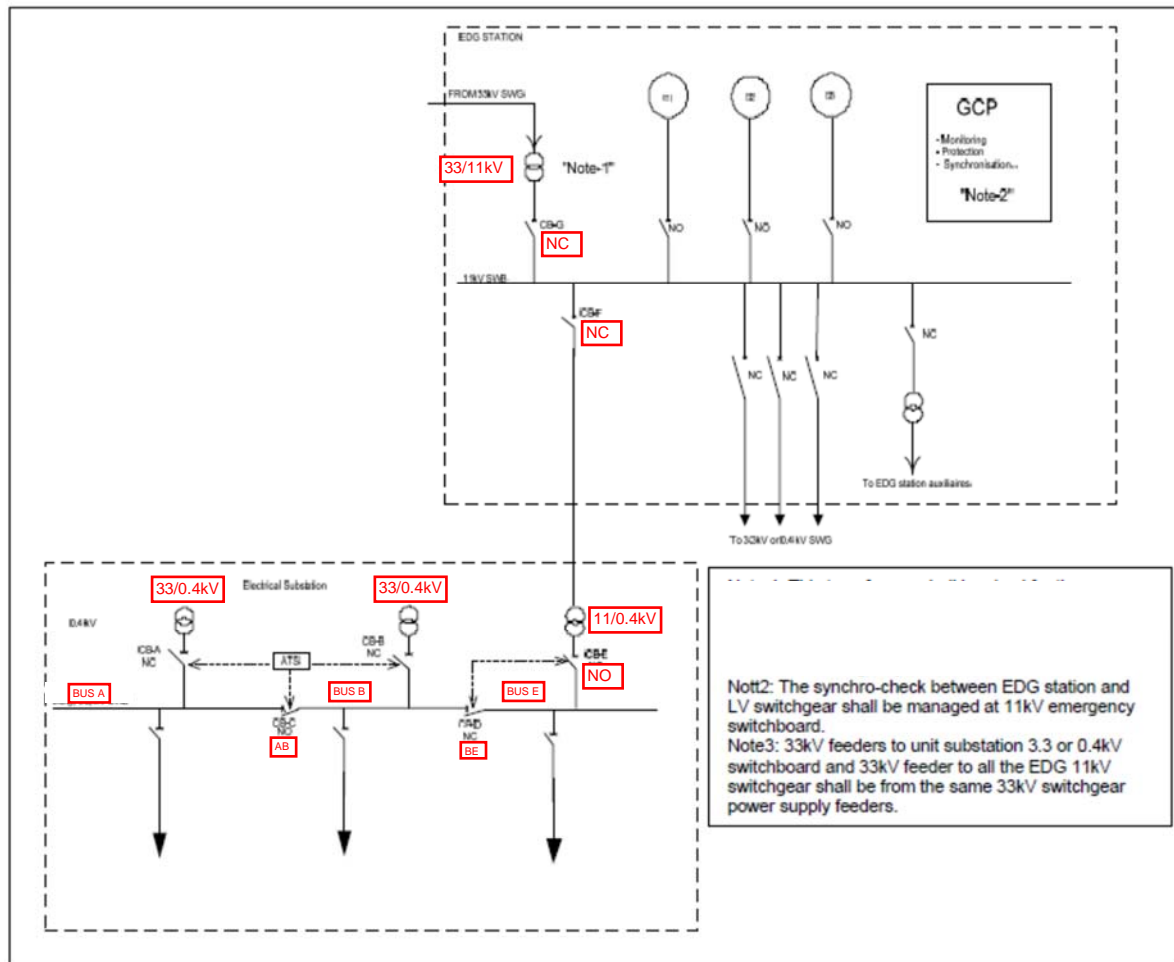 EDG STATION
FROM 33kV SWG
33/11kV
"Note-1"
CB-G
NC
NO
NO
NO
GCP
- Monitoring
• Protection
- Synchronisation..
"Note-2"
11kV SWB
CB-F
NC
NC
NC
NC
NC
To EDG station auxiliaires
To 3.3kV or 0.4 kV SWG
Electrical Substation
33/0.4kV
33/0.4kV
11/0.4kV
0.4kV
CB-A
NC
ATS
CB-B
NC
CB-E
NO
BUS A
BUS B
BUS E
CB-C
NO
AB
CB-D
NC
BE
Nott2: The synchro-check between EDG station and
LV switchgear shall be managed at 11kV emergency
switchboard.
Note3: 33kV feeders to unit substation 3.3 or 0.4kV
switchboard and 33kV feeder to all the EDG 11kV
switchgear shall be from the same 33kV switchgear
power supply feeders.